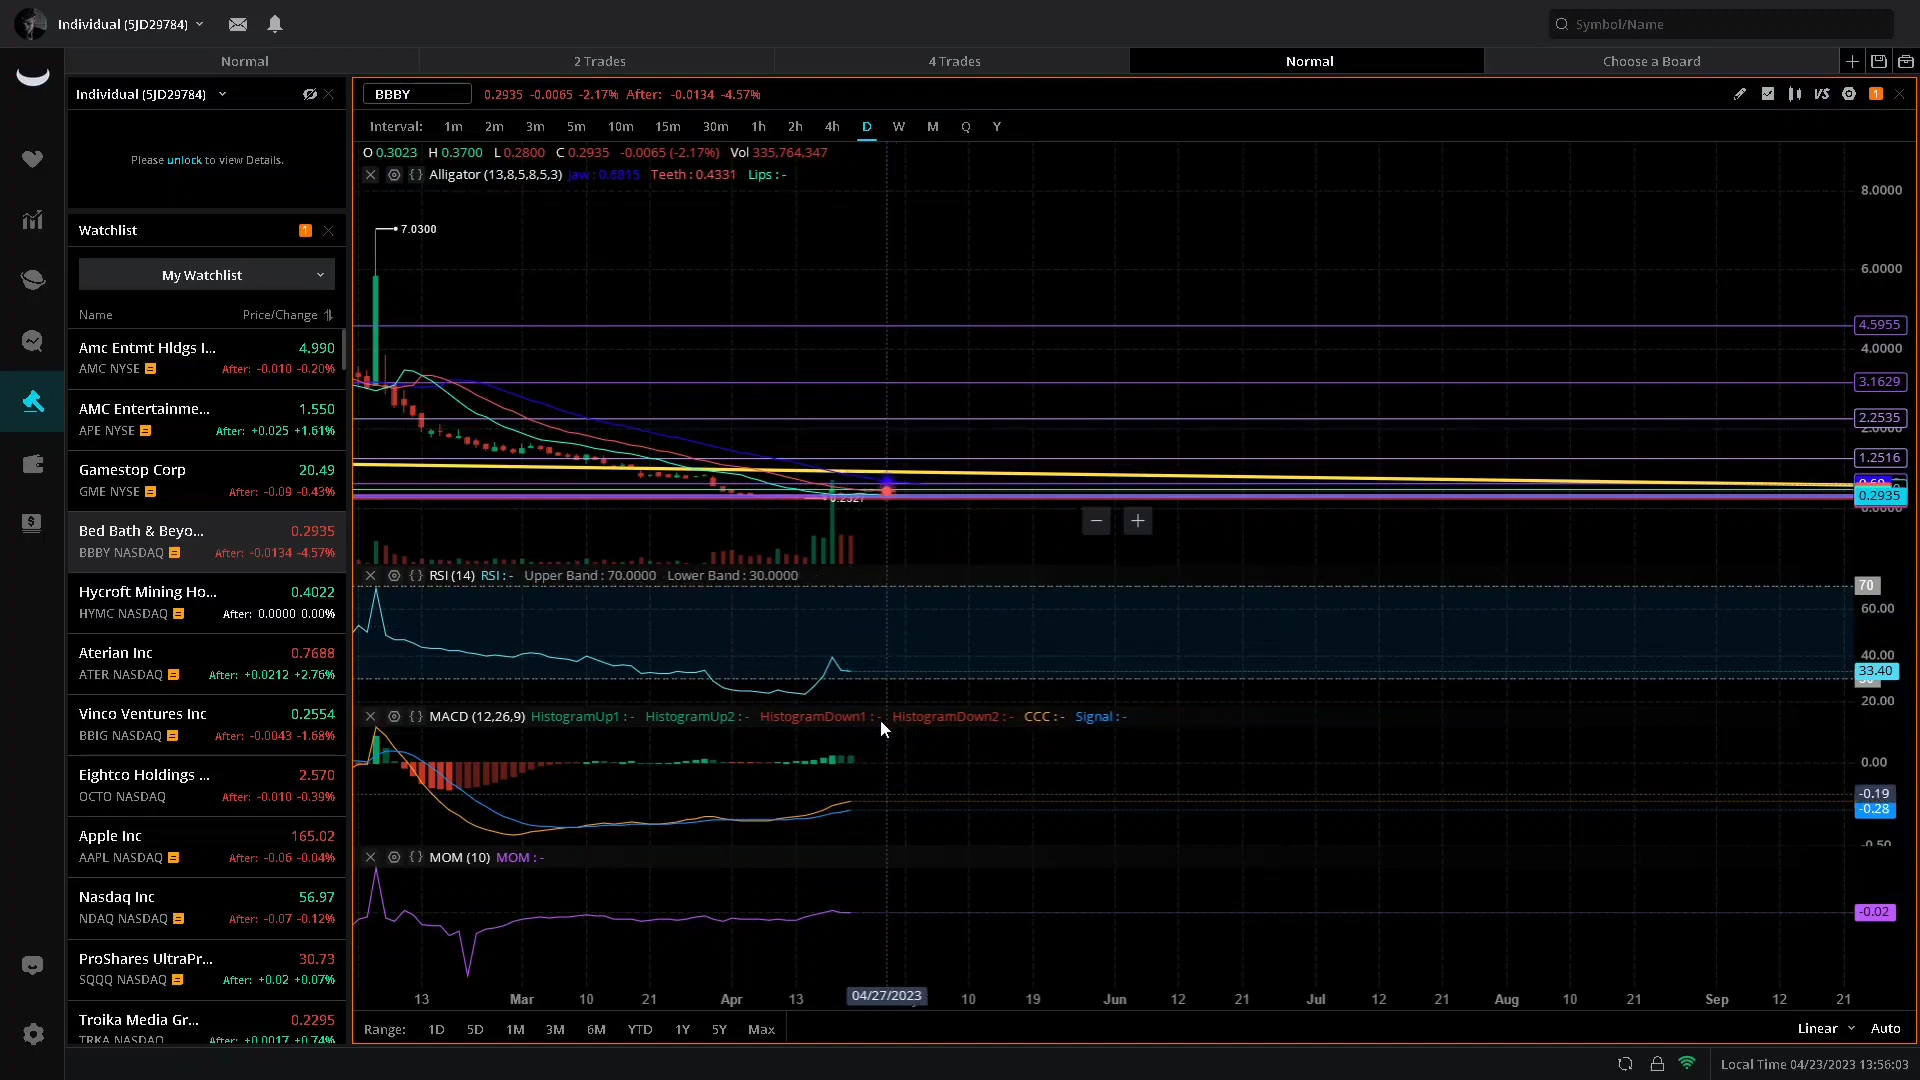 Individual (5JD29784)
Symbol/Name
Normal
2 Trades
4 Trades
Normal
Choose a Board
Individual (5JD29784)
Please unlock to view Details.
Watchlist 1
My Watchlist
Name Price/Change
Amc Entmt Hldgs I... 4.990
AMC NYSE After: -0.010 -0.20%
AMC Entertainme... 1.550
APE NYSE After: +0.025 +1.61%
Gamestop Corp 20.49
GME NYSE After: -0.09 -0.43%
Bed Bath & Beyo... 0.2935
BBBY NASDAQ After: -0.0134 -4.57%
Hycroft Mining Ho... 0.4022
HYMC NASDAQ After: 0.0000 0.00%
Aterian Inc 0.7688
ATER NASDAQ After: +0.0212 +2.76%
Vinco Ventures Inc 0.2554
BBIG NASDAQ After: -0.0043 -1.68%
Eightco Holdings ... 2.570
OCTO NASDAQ After: -0.010 -0.39%
Apple Inc 165.02
AAPL NASDAQ After: -0.06 -0.04%
Nasdaq Inc 56.97
NDAQ NASDAQ After: -0.07 -0.12%
ProShares UltraPr... 30.73
SQQQ NASDAQ After: +0.02 +0.07%
Troika Media Gr... 0.2295
TRKA NASDAQ After: +0.0017 +0.74%
BBBY 0.2935 -0.0065 -2.17% After: -0.0134 -4.57%
VS 1
Interval: 1m 2m 3m 5m 10m 15m 30m 1h 2h 4h D W M Q Y
O 0.3023 H 0.3700 L 0.2800 C 0.2935 -0.0065 (-2.17%) Vol 335,764,347
Alligator (13,8,5,8,5,3) Jaw : 0.6815 Teeth : 0.4331 Lips : -
8.0000
7.0300
6.0000
4.5955
4.0000
3.1629
2.2535
2.0000
1.2516
0.2935
0.0000
RSI (14) RSI : - Upper Band : 70.0000 Lower Band : 30.0000
70
60.00
40.00
33.40
20.00
MACD (12,26,9) HistogramUp1 : - HistogramUp2 : - HistogramDown1 : - HistogramDown2 : - CCC : - Signal : -
0.00
-0.19
-0.28
-0.50
MOM (10) MOM : -
-0.02
13 Mar 10 21 Apr 13 04/27/2023 10 19 Jun 12 21 Jul 12 21 Aug 10 21 Sep 12 21
Range: 1D 5D 1M 3M 6M YTD 1Y 5Y Max
Linear Auto
Local Time 04/23/2023 13:56:03